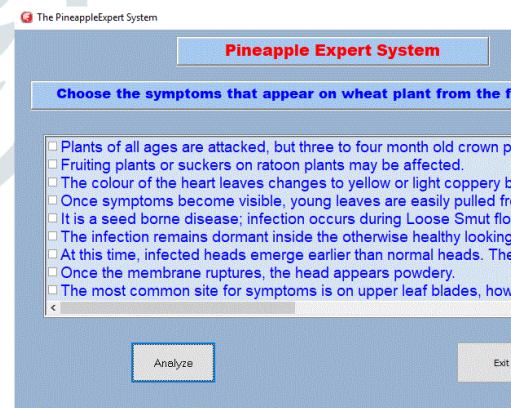 The PineappleExpert System
Pineapple Expert System
Choose the symptoms that appear on wheat plant from the f
Plants of all ages are attacked, but three to four month old crown p
Fruiting plants or suckers on ratoon plants may be affected.
The colour of the heart leaves changes to yellow or light coppery b
Once symptoms become visible, young leaves are easily pulled fr
It is a seed borne disease; infection occurs during Loose Smut flo
The infection remains dormant inside the otherwise healthy looking
At this time, infected heads emerge earlier than normal heads. The
Once the membrane ruptures, the head appears powdery.
The most common site for symptoms is on upper leaf blades, how
Analyze
Exit